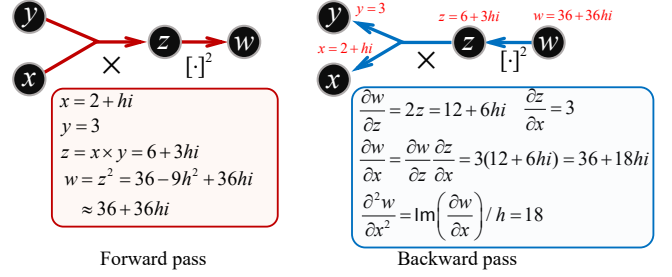 y
x
z
w
×
[·]²
x = 2 + hi
y = 3
z = x × y = 6 + 3hi
w = z² = 36 − 9h² + 36hi
≈ 36 + 36hi
Forward pass
y
y = 3
x = 2 + hi
x
z = 6 + 3hi
z
w = 36 + 36hi
w
×
[·]²
∂w/∂z = 2z = 12 + 6hi ∂z/∂x = 3
∂w/∂x = ∂w/∂z ∂z/∂x = 3(12 + 6hi) = 36 + 18hi
∂²w/∂x² = Im(∂w/∂x) / h = 18
Backward pass